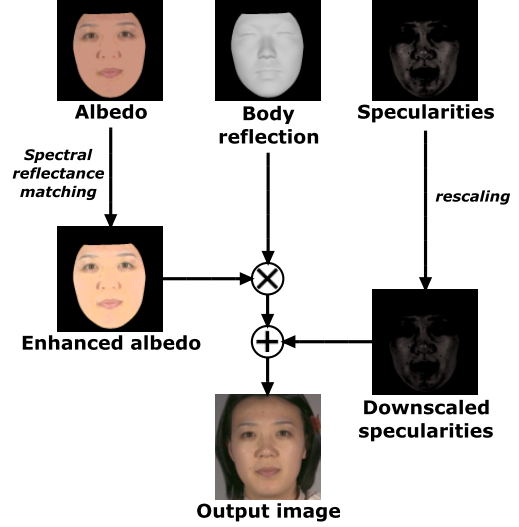 Albedo
Body
reflection
Specularities
Spectral
reflectance
matching
rescaling
Enhanced albedo
Downscaled
specularities
Output image